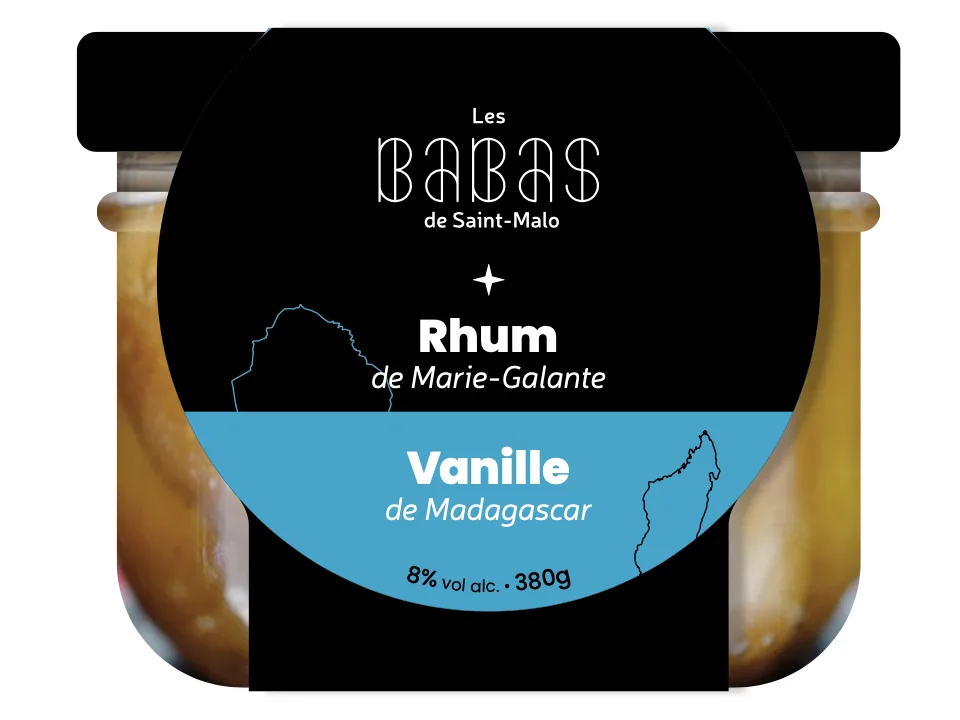 Les
BABAS
de Saint-Malo
Rhum
de Marie-Galante
Vanille
de Madagascar
8% vol alc. • 380g